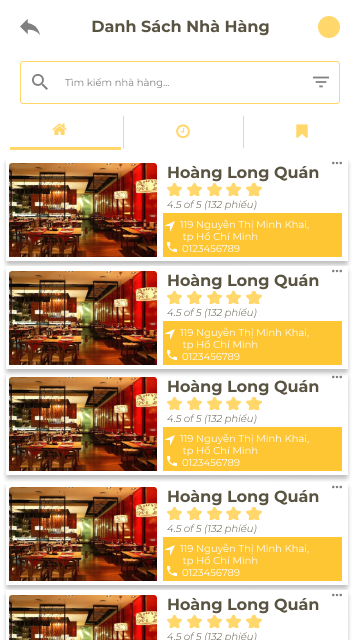 Danh Sách Nhà Hàng
Tìm kiếm nhà hàng...
Hoàng Long Quán
4.5 of 5 (132 phiếu)
119 Nguyễn Thị Minh Khai,
tp Hồ Chí Minh
0123456789
Hoàng Long Quán
4.5 of 5 (132 phiếu)
119 Nguyễn Thị Minh Khai,
tp Hồ Chí Minh
0123456789
Hoàng Long Quán
4.5 of 5 (132 phiếu)
119 Nguyễn Thị Minh Khai,
tp Hồ Chí Minh
0123456789
Hoàng Long Quán
4.5 of 5 (132 phiếu)
119 Nguyễn Thị Minh Khai,
tp Hồ Chí Minh
0123456789
Hoàng Long Quán
4.5 of 5 (132 phiếu)